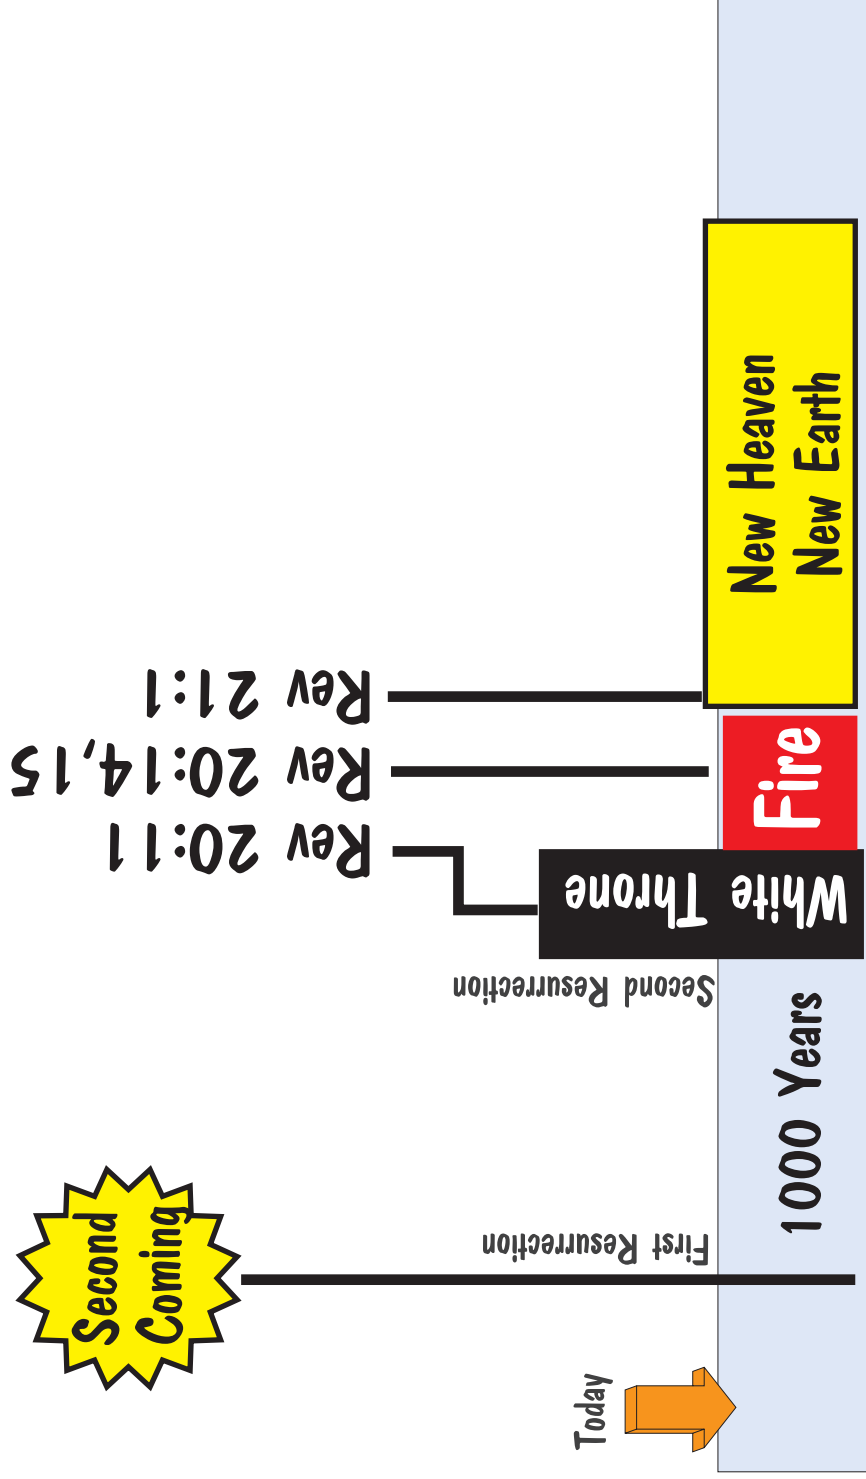 Today
Second
Coming
First Resurrection
1000 Years
Second Resurrection
White Throne
Rev 20:11
Fire
Rev 20:14,15
Rev 21:1
New Heaven
New Earth